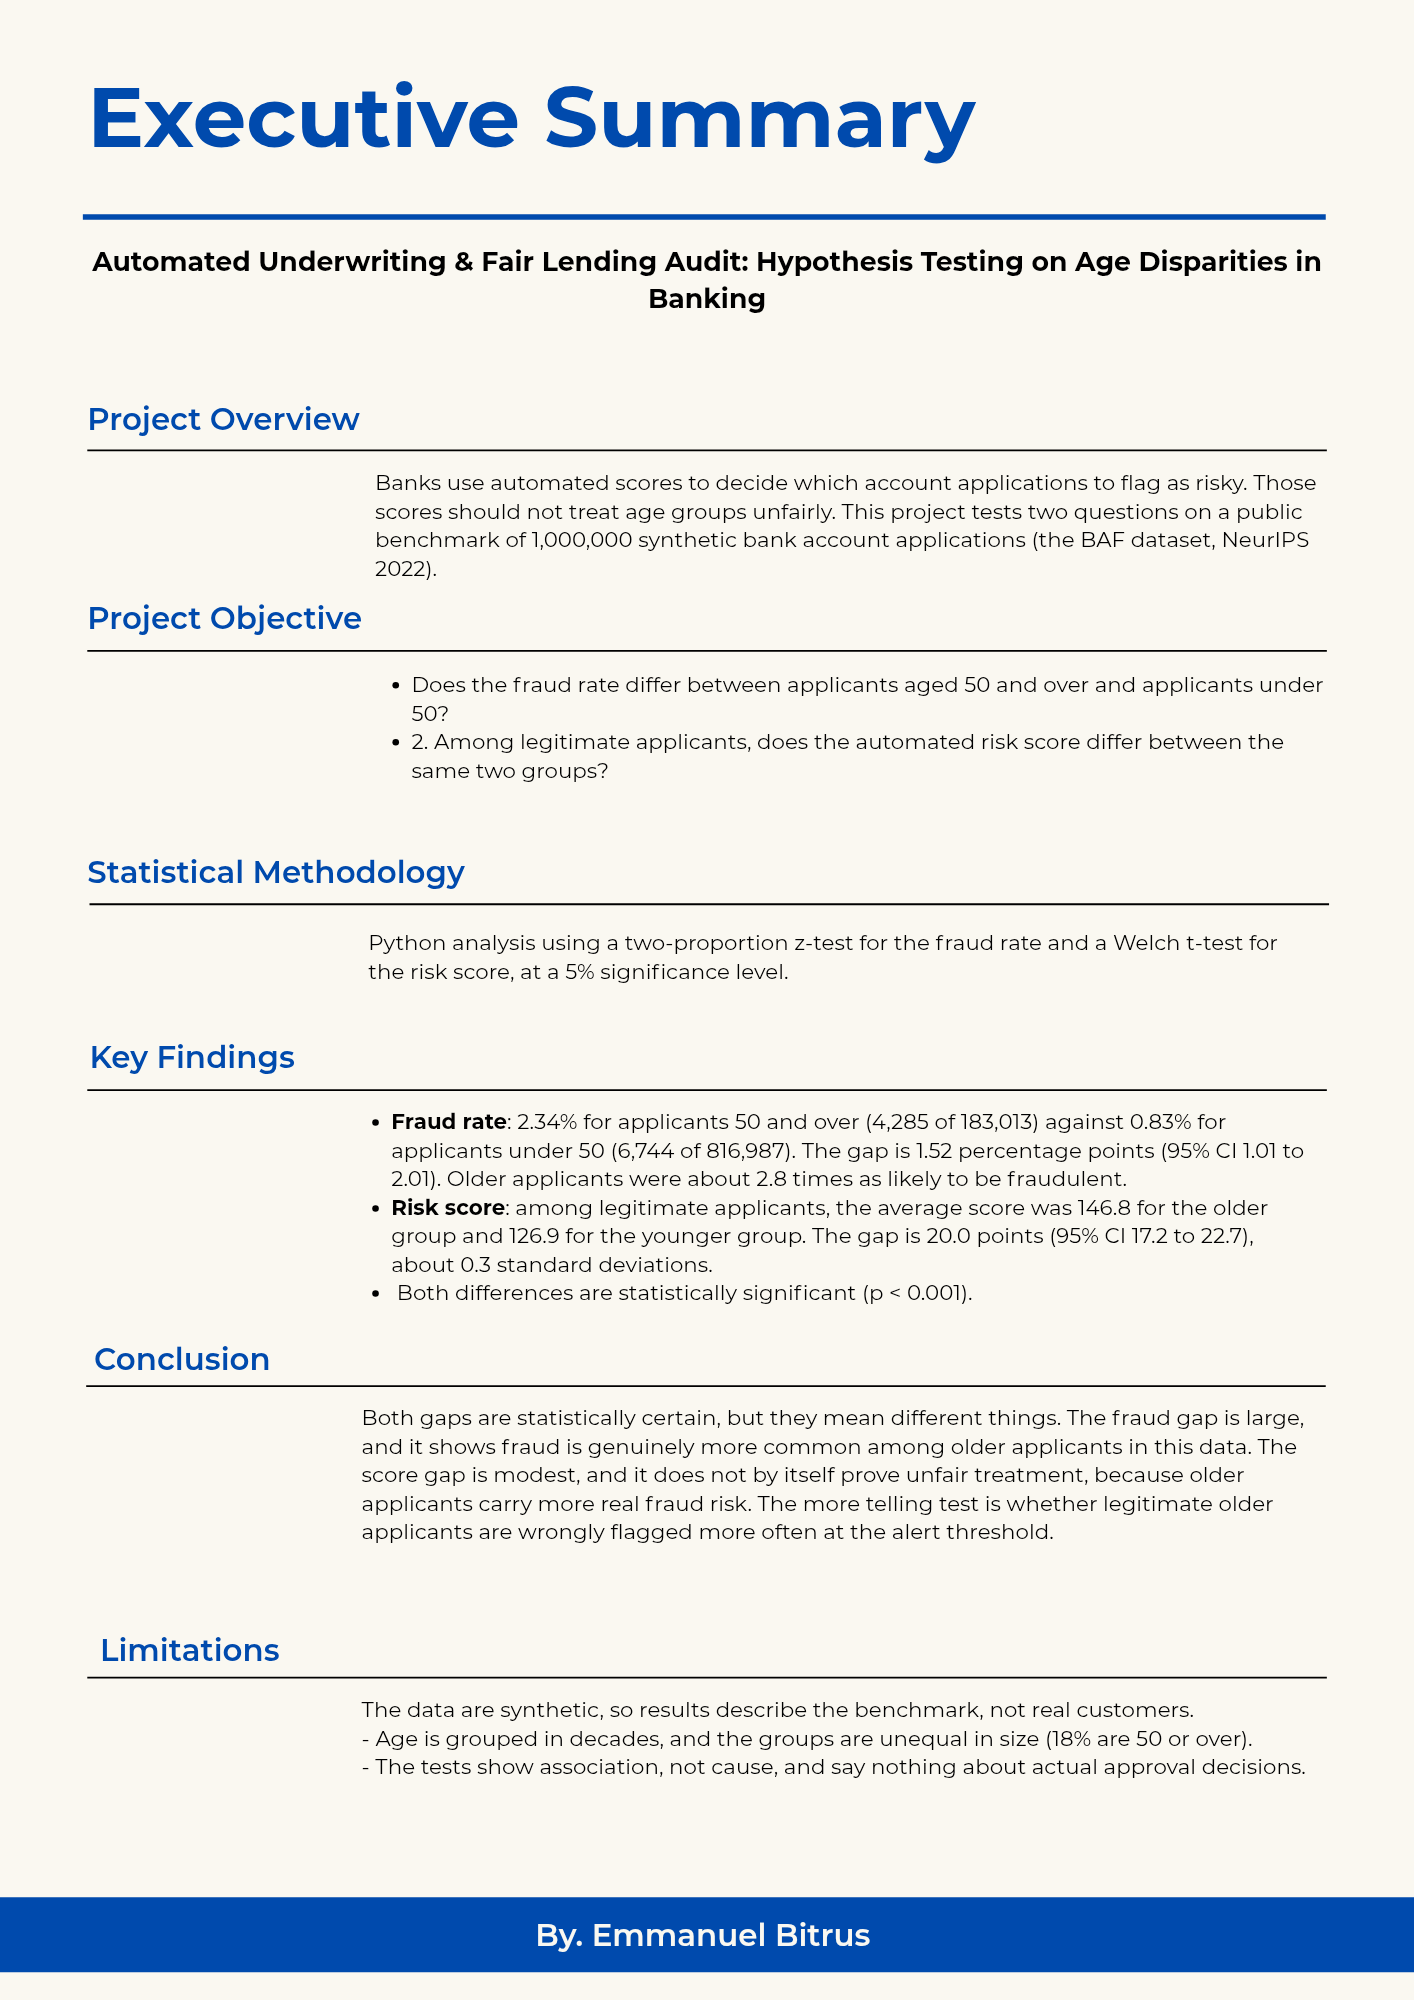 Executive Summary
Automated Underwriting & Fair Lending Audit: Hypothesis Testing on Age Disparities in
Banking
Project Overview
Banks use automated scores to decide which account applications to flag as risky. Those
scores should not treat age groups unfairly. This project tests two questions on a public
benchmark of 1,000,000 synthetic bank account applications (the BAF dataset, NeurIPS
2022).
Project Objective
• Does the fraud rate differ between applicants aged 50 and over and applicants under
50?
• 2. Among legitimate applicants, does the automated risk score differ between the
same two groups?
Statistical Methodology
Python analysis using a two-proportion z-test for the fraud rate and a Welch t-test for
the risk score, at a 5% significance level.
Key Findings
• Fraud rate: 2.34% for applicants 50 and over (4,285 of 183,013) against 0.83% for
applicants under 50 (6,744 of 816,987). The gap is 1.52 percentage points (95% CI 1.01 to
2.01). Older applicants were about 2.8 times as likely to be fraudulent.
• Risk score: among legitimate applicants, the average score was 146.8 for the older
group and 126.9 for the younger group. The gap is 20.0 points (95% CI 17.2 to 22.7),
about 0.3 standard deviations.
• Both differences are statistically significant (p < 0.001).
Conclusion
Both gaps are statistically certain, but they mean different things. The fraud gap is large,
and it shows fraud is genuinely more common among older applicants in this data. The
score gap is modest, and it does not by itself prove unfair treatment, because older
applicants carry more real fraud risk. The more telling test is whether legitimate older
applicants are wrongly flagged more often at the alert threshold.
Limitations
The data are synthetic, so results describe the benchmark, not real customers.
- Age is grouped in decades, and the groups are unequal in size (18% are 50 or over).
- The tests show association, not cause, and say nothing about actual approval decisions.
By. Emmanuel Bitrus